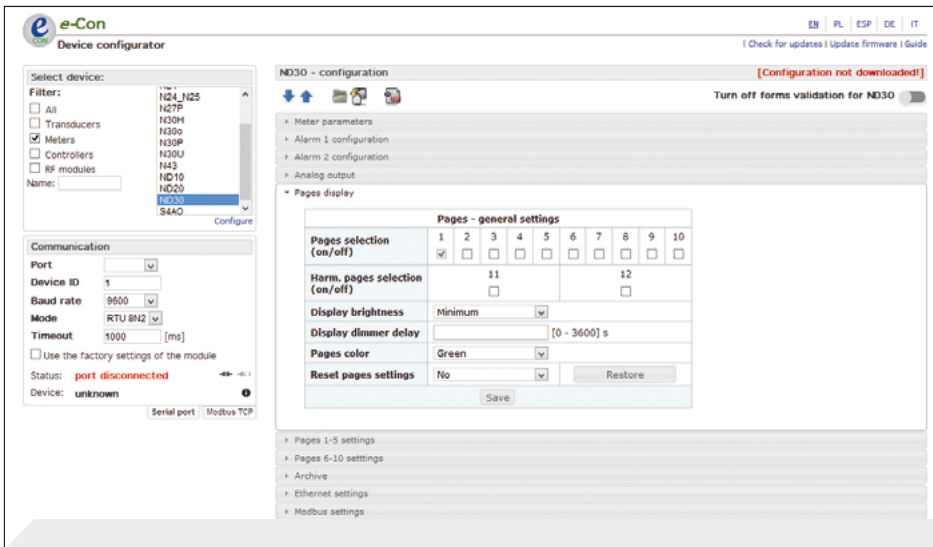 e-Con
EN | PL | ESP | DE | IT
Device configurator
| Check for updates | Update firmware | Guide
Select device:
Filter:
All
Transducers
Meters
Controllers
RF modules
Name:
N24_N25
N27P
N30H
N30o
N30P
N30U
N43
ND10
ND20
ND30
S4AO
Configure
Communication
Port
Device ID 1
Baud rate 9600
Mode RTU 8N2
Timeout 1000 [ms]
Use the factory settings of the module
Status: port disconnected
Device: unknown
Serial port Modbus TCP
ND30 - configuration [Configuration not downloaded!]
Turn off forms validation for ND30
Meter parameters
Alarm 1 configuration
Alarm 2 configuration
Analog output
Pages display
Pages - general settings
Pages selection (on/off)
1 2 3 4 5 6 7 8 9 10
Harm. pages selection (on/off)
11 12
Display brightness Minimum
Display dimmer delay [0 - 3600] s
Pages color Green
Reset pages settings No Restore
Save
Pages 1-5 settings
Pages 6-10 setttings
Archive
Ethernet settings
Modbus settings